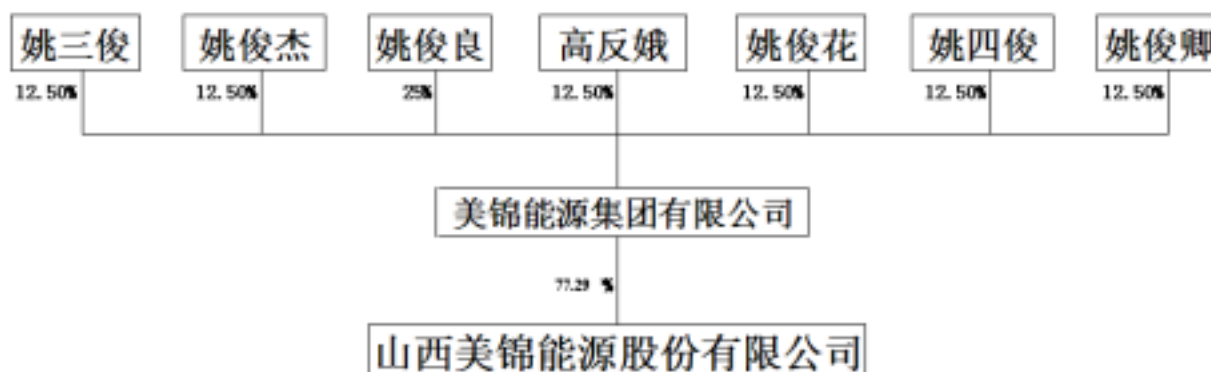 姚三俊 姚俊杰 姚俊良 高反娥 姚俊花 姚四俊 姚俊卿
12.50% 12.50% 25% 12.50% 12.50% 12.50% 12.50%
美锦能源集团有限公司
77.29 %
山西美锦能源股份有限公司